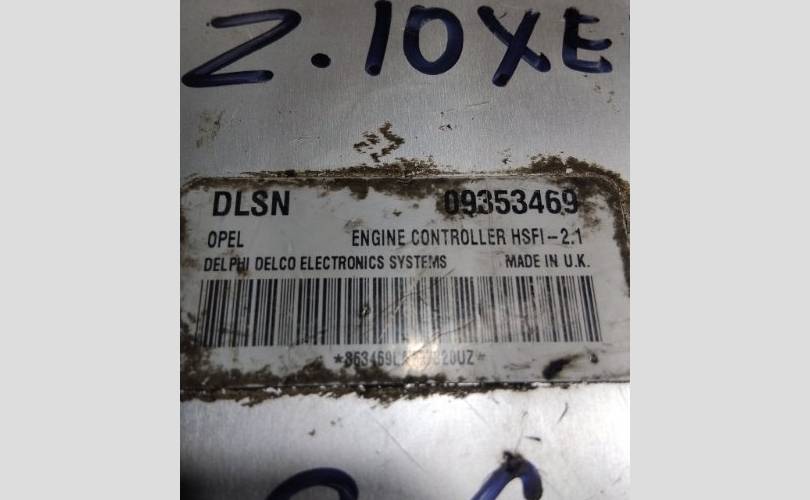 Z.10XE
DLSN 09353469
OPEL ENGINE CONTROLLER HSFI-2.1
DELPHI DELCO ELECTRONICS SYSTEMS MADE IN U.K.